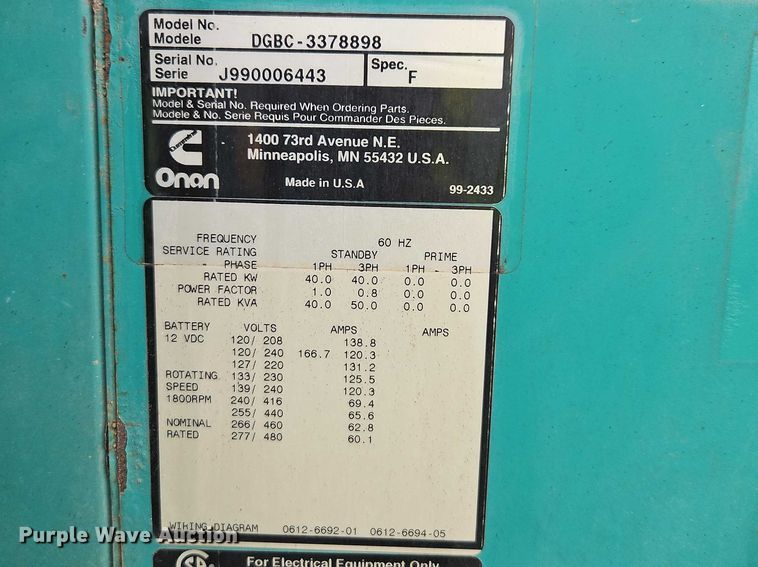 Model No.
Modele DGBC-3378898
Serial No. Spec.
Serie J990006443 F
IMPORTANT!
Model & Serial No. Required When Ordering Parts.
Modele & No. Serie Requis Pour Commander Des Pieces.
Onan
1400 73rd Avenue N.E.
Minneapolis, MN 55432 U.S.A.
Made in U.S.A 99-2433
FREQUENCY 60 HZ
SERVICE RATING STANDBY PRIME
PHASE 1PH 3PH 1PH 3PH
RATED KW 40.0 40.0 0.0 0.0
POWER FACTOR 1.0 0.8 0.0 0.0
RATED KVA 40.0 50.0 0.0 0.0
BATTERY VOLTS AMPS AMPS
12 VDC 120/ 208 138.8
120/ 240 166.7 120.3
127/ 220 131.2
ROTATING 133/ 230 125.5
SPEED 139/ 240 120.3
1800RPM 240/ 416 69.4
255/ 440 65.6
NOMINAL 266/ 460 62.8
RATED 277/ 480 60.1
WIRING DIAGRAM 0612-6692-01 0612-6694-05
For Electrical Equipment Only
Purple Wave Auction